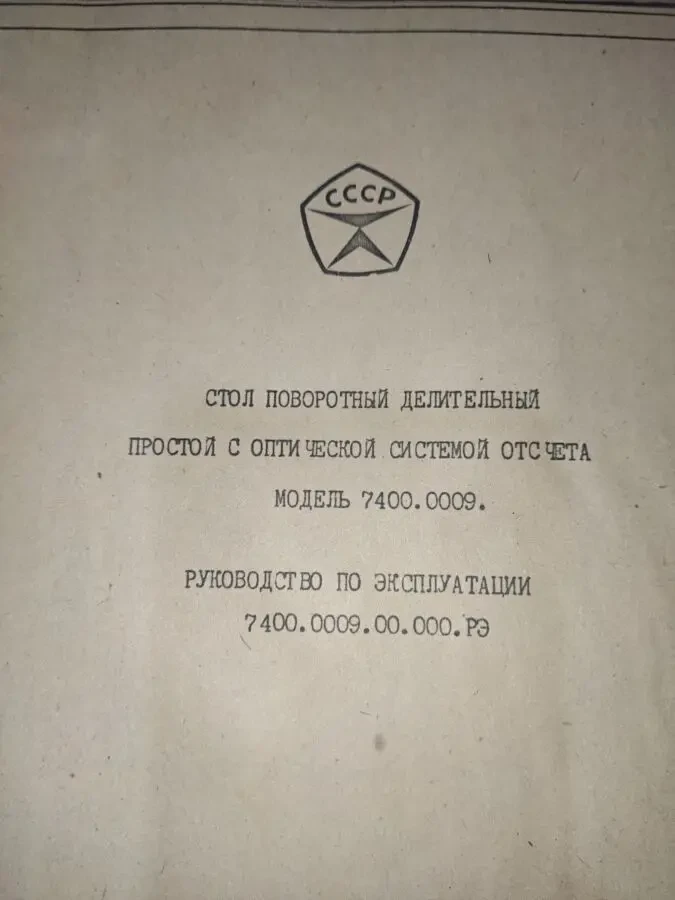 СССР
СТОЛ ПОВОРОТНЫЙ ДЕЛИТЕЛЬНЫЙ
ПРОСТОЙ С ОПТИЧЕСКОЙ СИСТЕМОЙ ОТСЧЕТА
МОДЕЛЬ 7400.0009.
РУКОВОДСТВО ПО ЭКСПЛУАТАЦИИ
7400.0009.00.000.РЭ